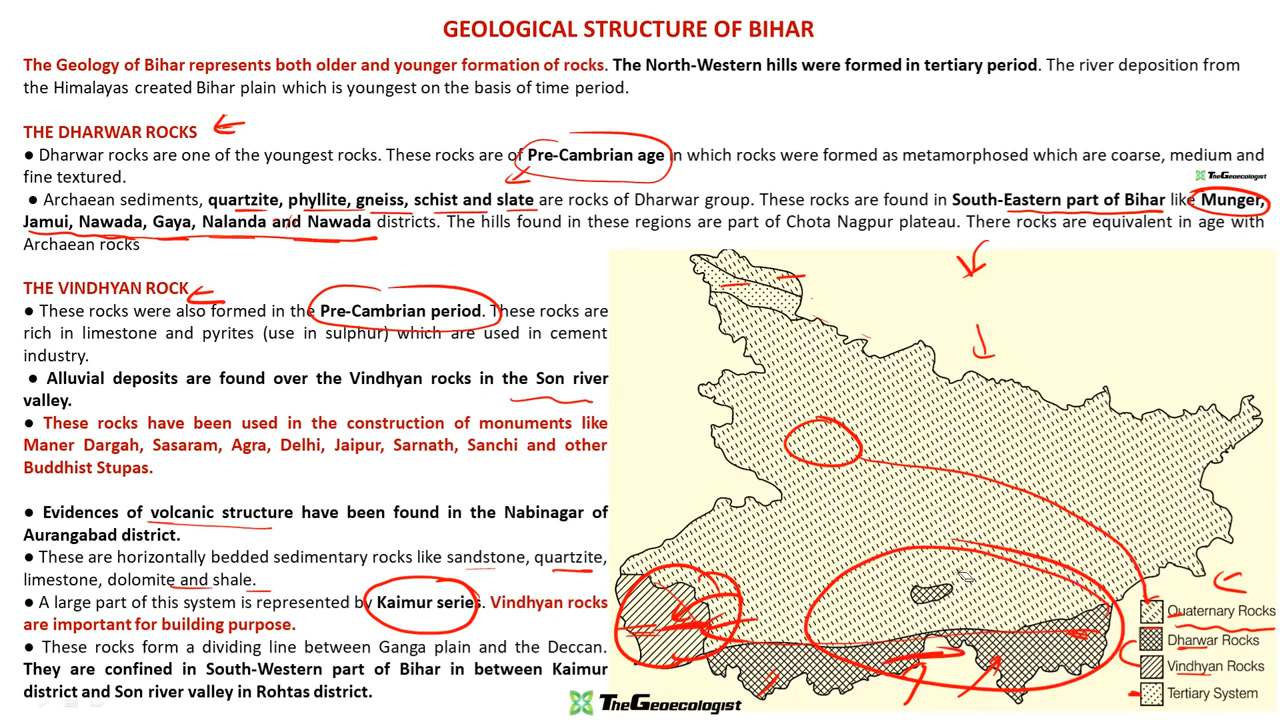 GEOLOGICAL STRUCTURE OF BIHAR
The Geology of Bihar represents both older and younger formation of rocks. The North-Western hills were formed in tertiary period. The river deposition from
the Himalayas created Bihar plain which is youngest on the basis of time period.
THE DHARWAR ROCKS
● Dharwar rocks are one of the youngest rocks. These rocks are of Pre-Cambrian age in which rocks were formed as metamorphosed which are coarse, medium and
fine textured.
TheGeoecologist
● Archaean sediments, quartzite, phyllite, gneiss, schist and slate are rocks of Dharwar group. These rocks are found in South-Eastern part of Bihar like Munger,
Jamui, Nawada, Gaya, Nalanda and Nawada districts. The hills found in these regions are part of Chota Nagpur plateau. There rocks are equivalent in age with
Archaean rocks
THE VINDHYAN ROCK
● These rocks were also formed in the Pre-Cambrian period. These rocks are
rich in limestone and pyrites (use in sulphur) which are used in cement
industry.
● Alluvial deposits are found over the Vindhyan rocks in the Son river
valley.
● These rocks have been used in the construction of monuments like
Maner Dargah, Sasaram, Agra, Delhi, Jaipur, Sarnath, Sanchi and other
Buddhist Stupas.
● Evidences of volcanic structure have been found in the Nabinagar of
Aurangabad district.
● These are horizontally bedded sedimentary rocks like sandstone, quartzite,
limestone, dolomite and shale.
● A large part of this system is represented by Kaimur series. Vindhyan rocks
are important for building purpose.
● These rocks form a dividing line between Ganga plain and the Deccan.
They are confined in South-Western part of Bihar in between Kaimur
district and Son river valley in Rohtas district.
Quaternary Rocks
Dharwar Rocks
Vindhyan Rocks
Tertiary System
TheGeoecologist